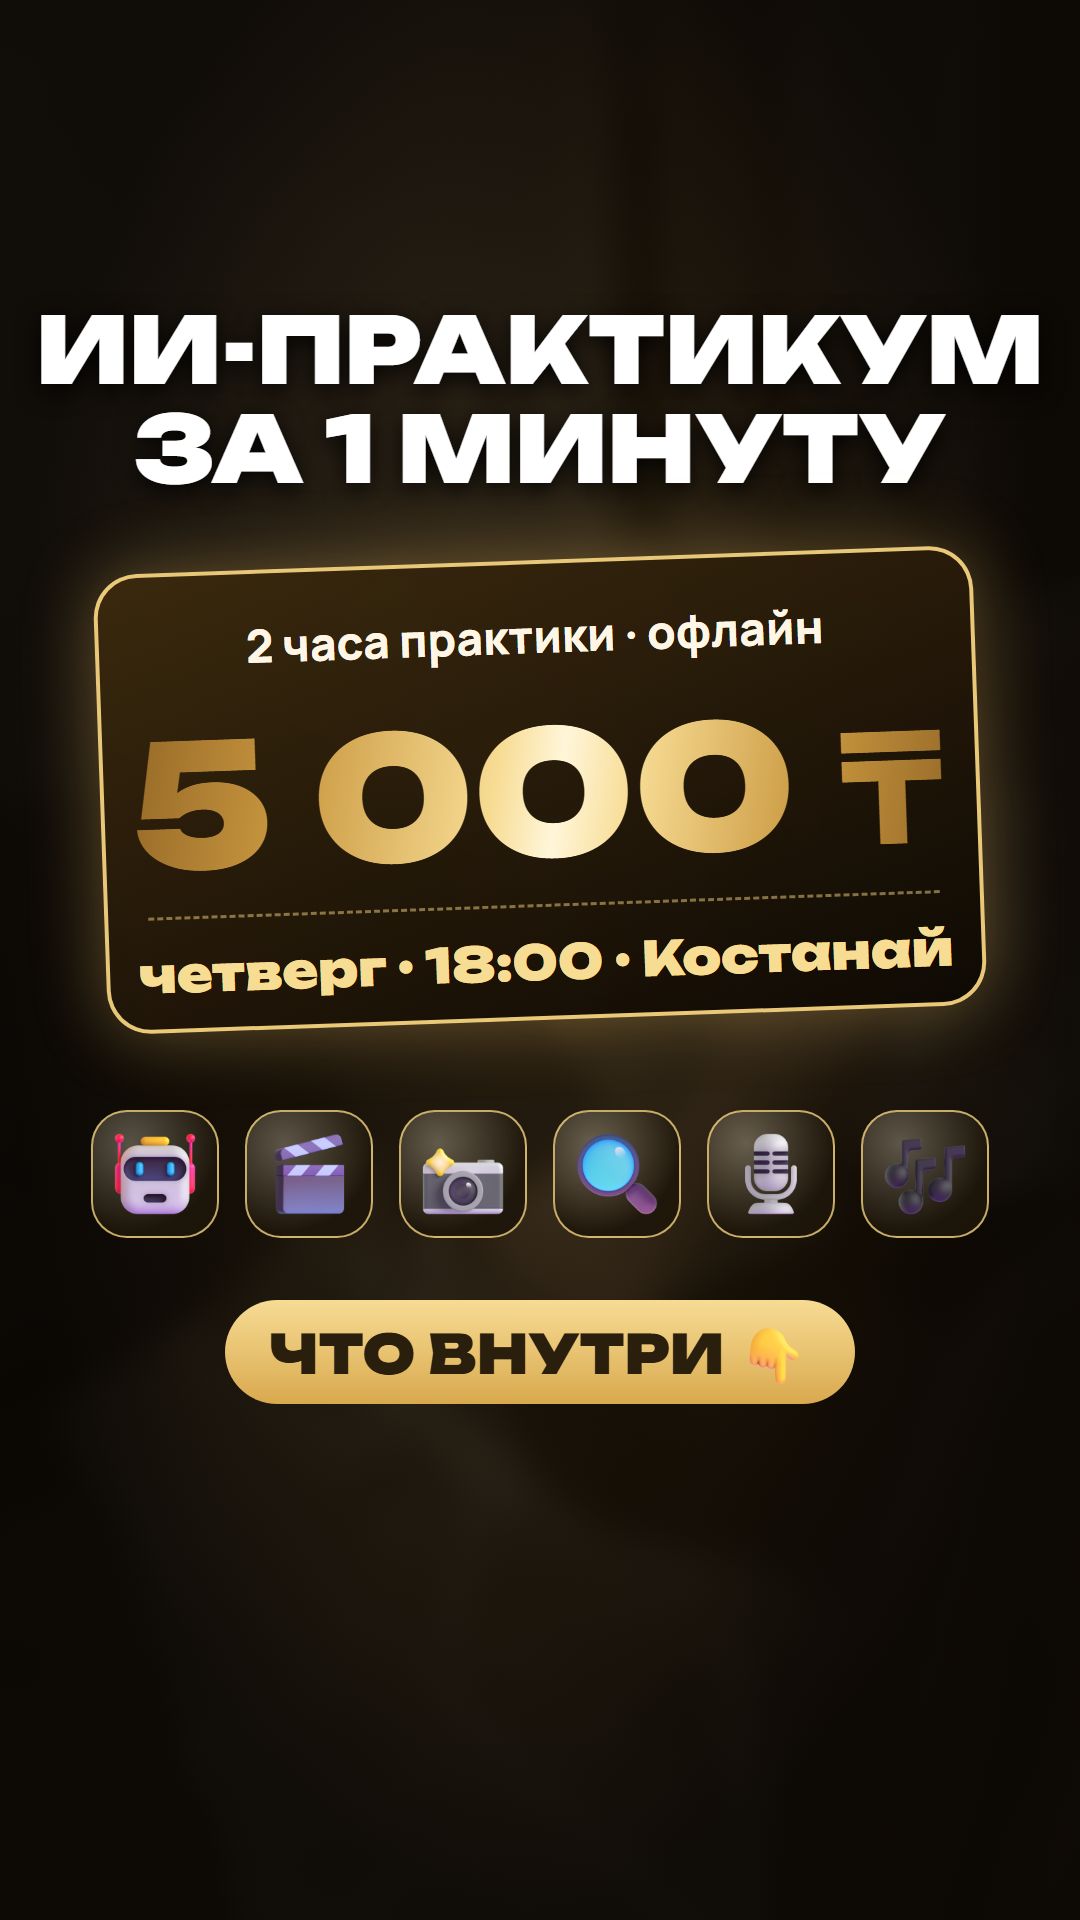 ИИ-ПРАКТИКУМ
ЗА 1 МИНУТУ
2 часа практики · офлайн
5 000 ₸
четверг · 18:00 · Костанай
ЧТО ВНУТРИ 👇